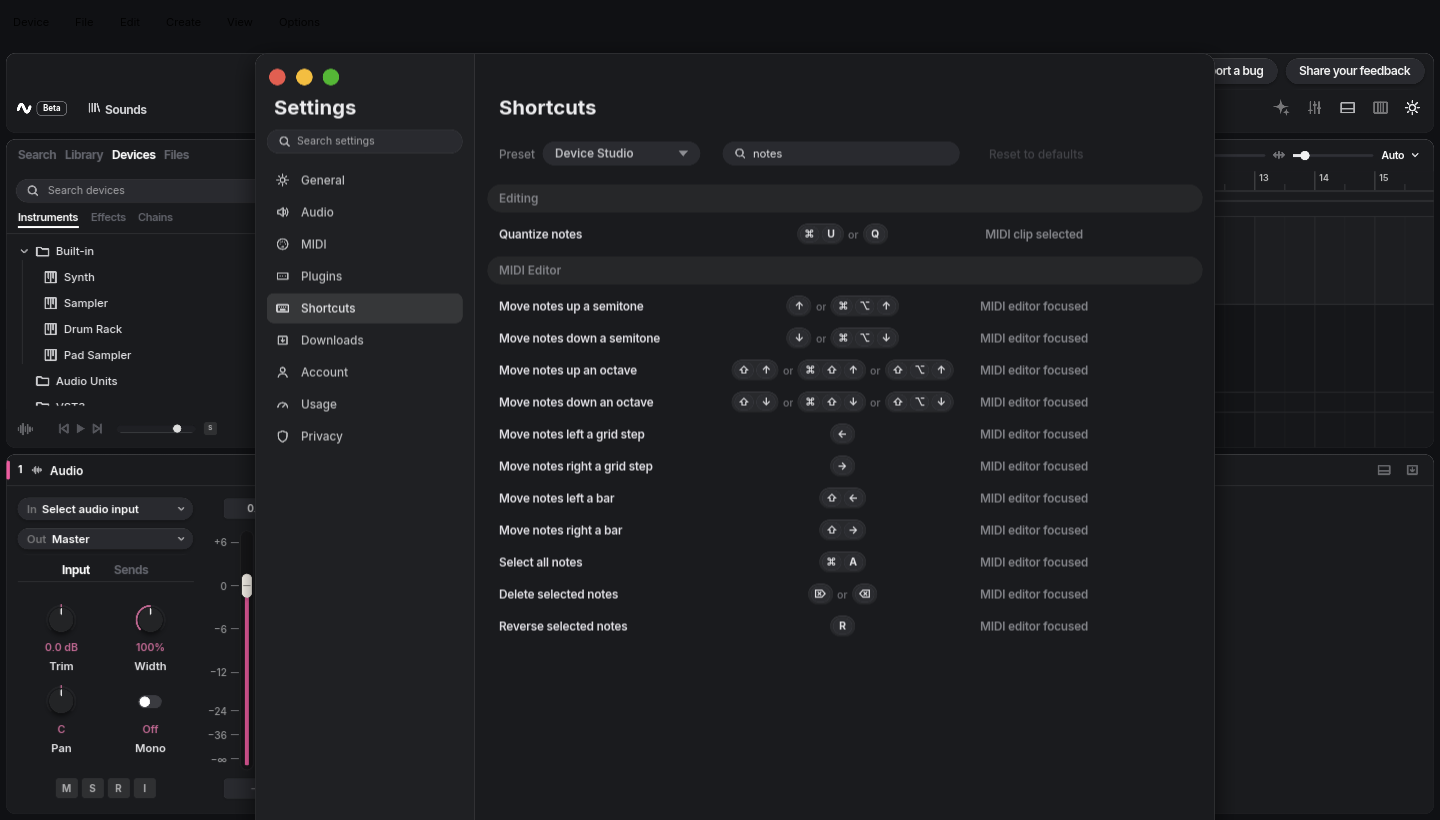 Device File Edit Create View Options
ort a bug Share your feedback
Beta Sounds
Search Library Devices Files
Search devices
Instruments Effects Chains
Built-in
Synth
Sampler
Drum Rack
Pad Sampler
Audio Units
S
1 Audio
In Select audio input
Out Master
Input Sends
0.0 dB 100%
Trim Width
C Off
Pan Mono
M S R I
0.
+6
0
−6
−12
−24
−36
−∞
Settings
Search settings
General
Audio
MIDI
Plugins
Shortcuts
Downloads
Account
Usage
Privacy
Shortcuts
Preset Device Studio notes Reset to defaults
Editing
Quantize notes ⌘ U or Q MIDI clip selected
MIDI Editor
Move notes up a semitone ↑ or ⌘ ⌥ ↑ MIDI editor focused
Move notes down a semitone ↓ or ⌘ ⌥ ↓ MIDI editor focused
Move notes up an octave ⇧ ↑ or ⌘ ⇧ ↑ or ⇧ ⌥ ↑ MIDI editor focused
Move notes down an octave ⇧ ↓ or ⌘ ⇧ ↓ or ⇧ ⌥ ↓ MIDI editor focused
Move notes left a grid step ← MIDI editor focused
Move notes right a grid step → MIDI editor focused
Move notes left a bar ⇧ ← MIDI editor focused
Move notes right a bar ⇧ → MIDI editor focused
Select all notes ⌘ A MIDI editor focused
Delete selected notes ⌦ or ⌫ MIDI editor focused
Reverse selected notes R MIDI editor focused
Auto
13 14 15